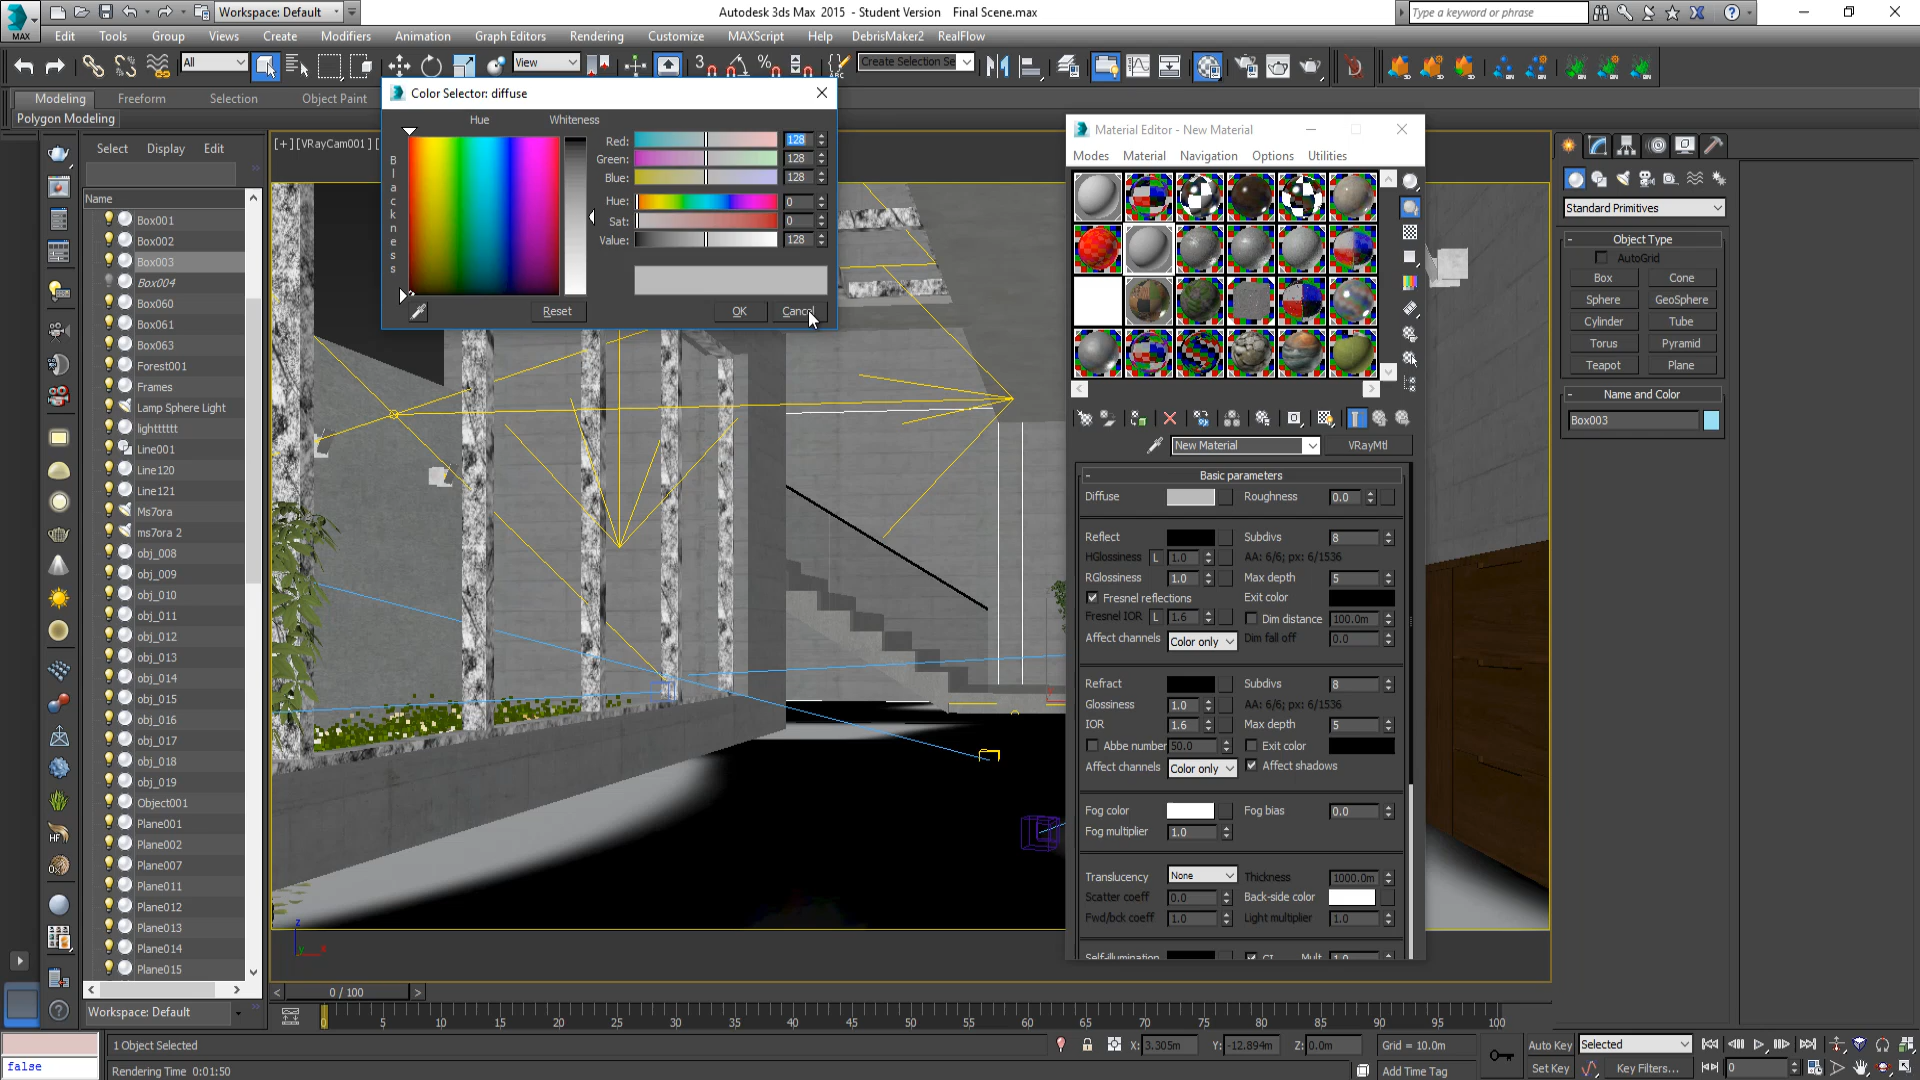 Workspace: Default
Autodesk 3ds Max 2015 - Student Version Final Scene.max
Type a keyword or phrase
MAX
Edit Tools Group Views Create Modifiers Animation Graph Editors Rendering Customize MAXScript Help DebrisMaker2 RealFlow
All
View
Create Selection Se
Modeling Freeform Selection Object Paint
Polygon Modeling
Color Selector: diffuse
Hue Whiteness
Blackness
Red: 128
Green: 128
Blue: 128
Hue: 0
Sat: 0
Value: 128
Reset OK Cancel
[+][VRayCam001][
Select Display Edit
Name
Box001
Box002
Box003
Box004
Box060
Box061
Box063
Forest001
Frames
Lamp Sphere Light
lightttttt
Line001
Line120
Line121
Ms7ora
ms7ora 2
obj_008
obj_009
obj_010
obj_011
obj_012
obj_013
obj_014
obj_015
obj_016
obj_017
obj_018
obj_019
Object001
Plane001
Plane002
Plane007
Plane011
Plane012
Plane013
Plane014
Plane015
Workspace: Default
Material Editor - New Material
Modes Material Navigation Options Utilities
New Material VRayMtl
- Basic parameters
Diffuse Roughness 0.0
Reflect Subdivs 8
HGlossiness L 1.0 AA: 6/6; px: 6/1536
RGlossiness 1.0 Max depth 5
Fresnel reflections Exit color
Fresnel IOR L 1.6 Dim distance 100.0m
Affect channels Color only Dim fall off 0.0
Refract Subdivs 8
Glossiness 1.0 AA: 6/6; px: 6/1536
IOR 1.6 Max depth 5
Abbe number 50.0 Exit color
Affect channels Color only Affect shadows
Fog color Fog bias 0.0
Fog multiplier 1.0
Translucency None Thickness 1000.0m
Scatter coeff 0.0 Back-side color
Fwd/bck coeff 1.0 Light multiplier 1.0
Self-illumination GI Mult 1.0
Standard Primitives
- Object Type
AutoGrid
Box Cone
Sphere GeoSphere
Cylinder Tube
Torus Pyramid
Teapot Plane
- Name and Color
Box003
z
y x
< 0 / 100 >
0 5 10 15 20 25 30 35 40 45 50 55 60 65 70 75 80 85 90 95 100
1 Object Selected
X: 3.305m Y: -12.894m Z: 0.0m Grid = 10.0m
Auto Key Selected
false
Rendering Time 0:01:50
Add Time Tag
Set Key Key Filters... 0